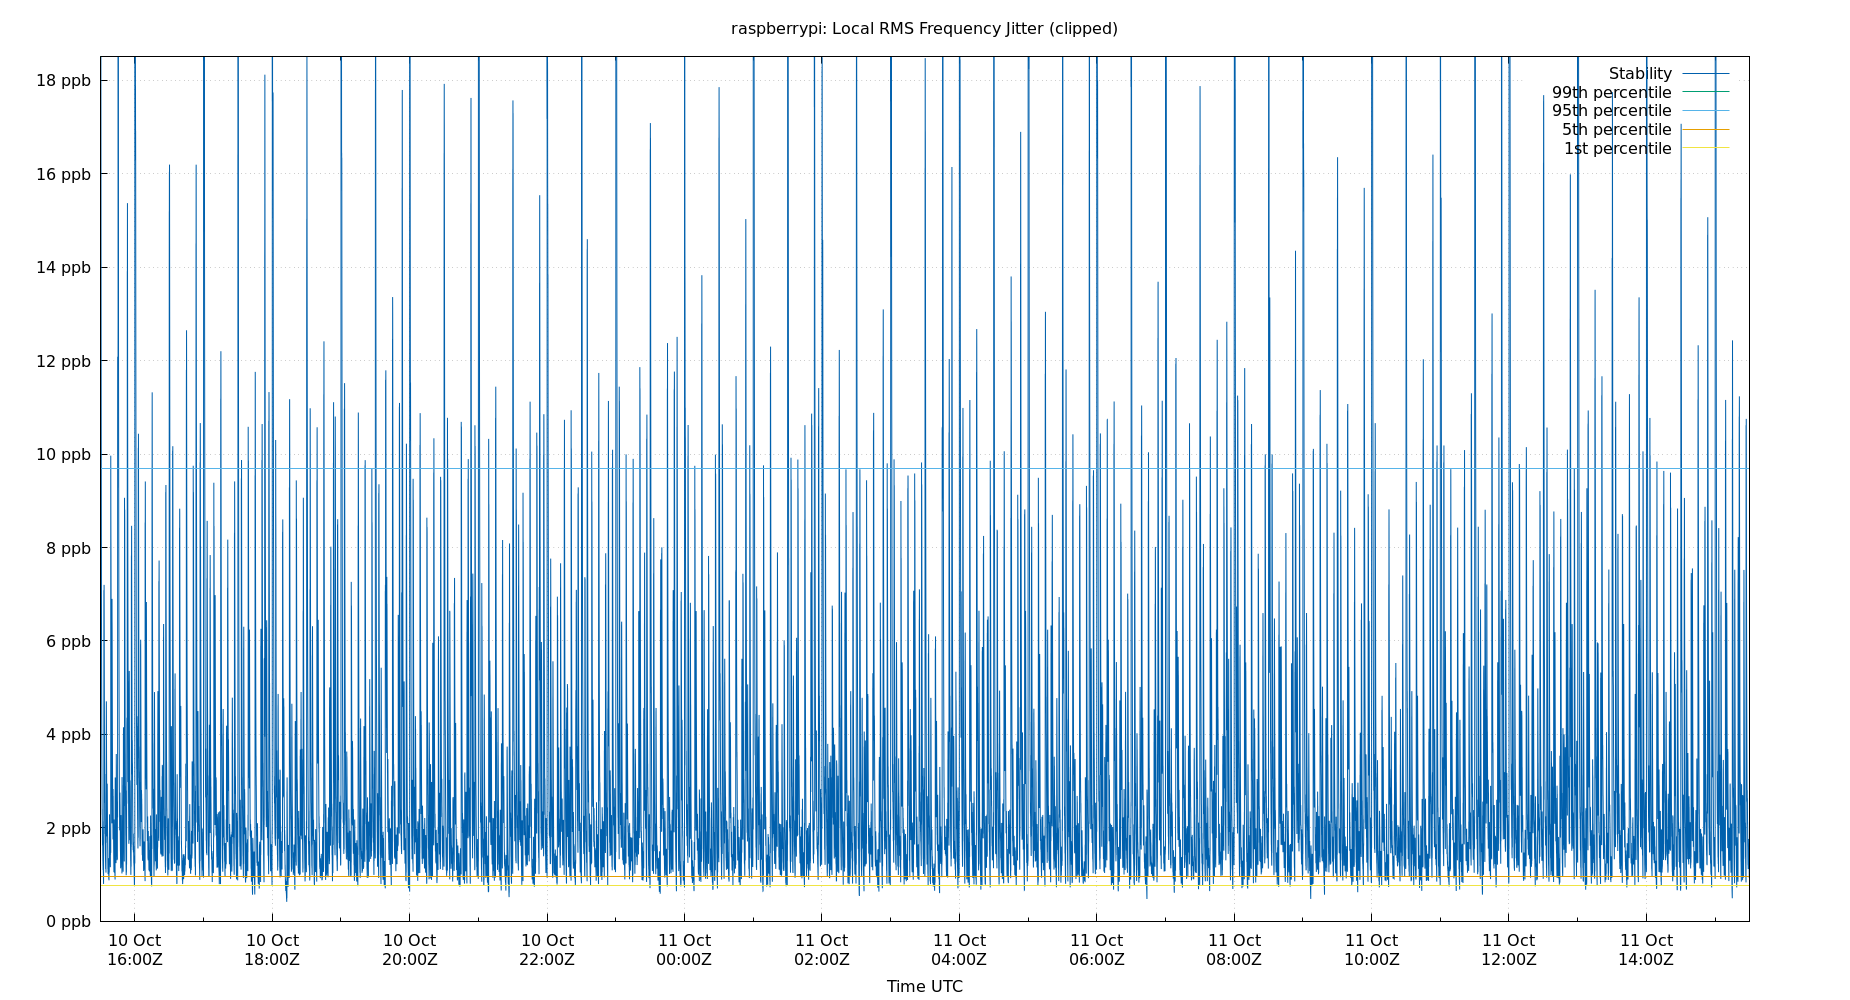 raspberrypi: Local RMS Frequency Jitter (clipped)
18 ppb
16 ppb
14 ppb
12 ppb
10 ppb
8 ppb
6 ppb
4 ppb
2 ppb
0 ppb
Stability
99th percentile
95th percentile
5th percentile
1st percentile
10 Oct 10 Oct 10 Oct 10 Oct 11 Oct 11 Oct 11 Oct 11 Oct 11 Oct 11 Oct 11 Oct 11 Oct
16:00Z 18:00Z 20:00Z 22:00Z 00:00Z 02:00Z 04:00Z 06:00Z 08:00Z 10:00Z 12:00Z 14:00Z
Time UTC